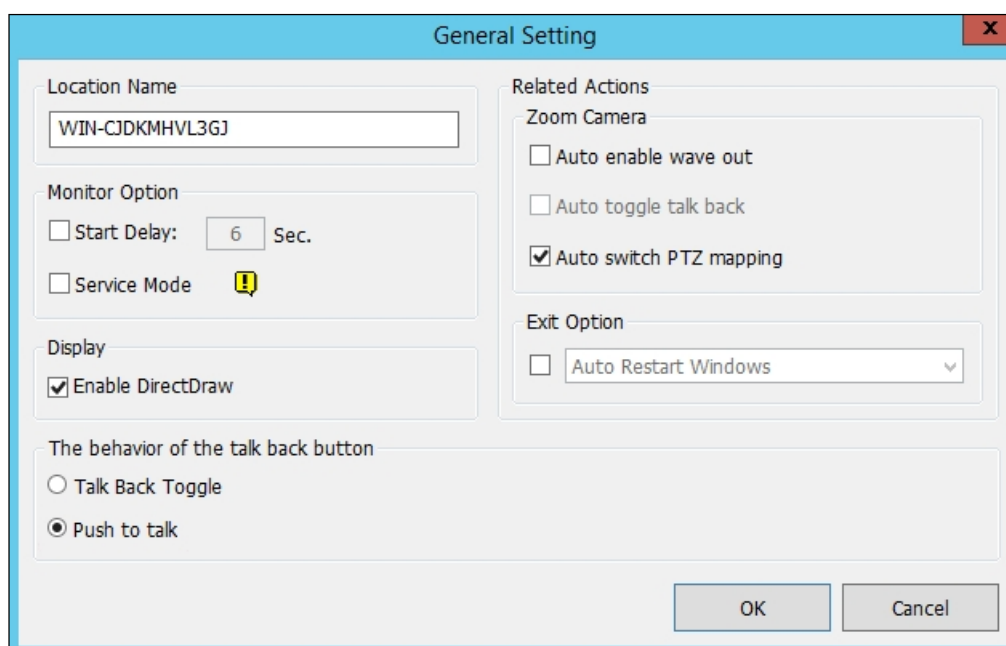 General Setting
x
Location Name
WIN-CJDKMHVL3GJ
Monitor Option
Start Delay: 6 Sec.
Service Mode
Display
Enable DirectDraw
Related Actions
Zoom Camera
Auto enable wave out
Auto toggle talk back
Auto switch PTZ mapping
Exit Option
Auto Restart Windows
The behavior of the talk back button
Talk Back Toggle
Push to talk
OK Cancel